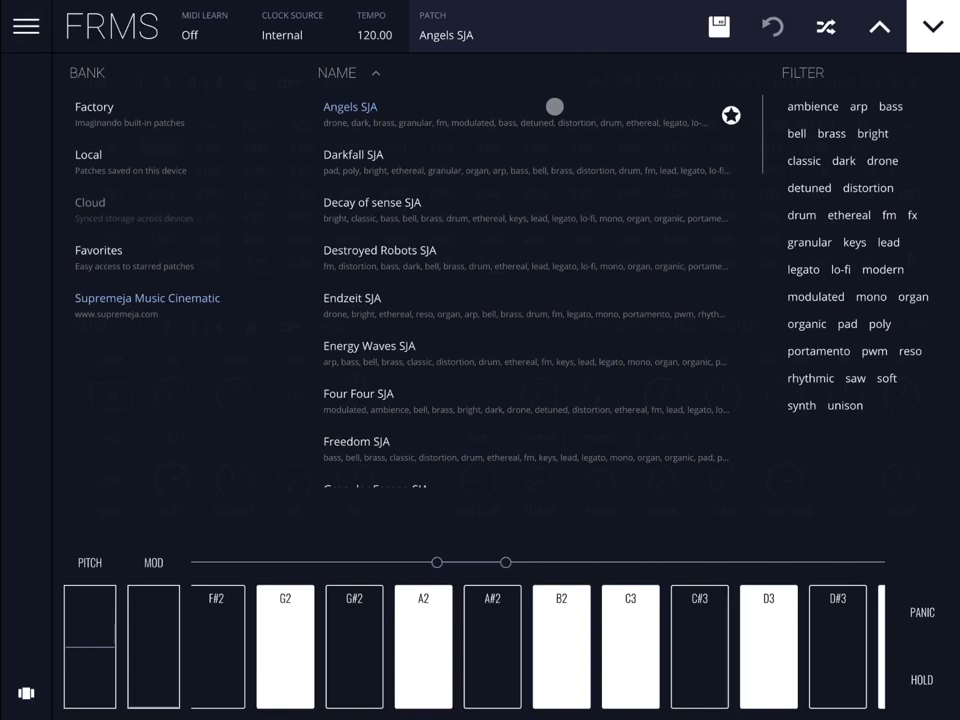 FRMS
MIDI LEARN
Off
CLOCK SOURCE
Internal
TEMPO
120.00
PATCH
Angels SJA
BANK
Factory
Imaginando built-in patches
Local
Patches saved on this device
Cloud
Synced storage across devices
Favorites
Easy access to starred patches
Supremeja Music Cinematic
www.supremeja.com
NAME
Angels SJA
drone, dark, brass, granular, fm, modulated, bass, detuned, distortion, drum, ethereal, legato, lo-...
Darkfall SJA
pad, poly, bright, ethereal, granular, organ, arp, bass, bell, brass, distortion, drum, fm, lead, legato, lo-fi...
Decay of sense SJA
bright, classic, bass, bell, brass, drum, ethereal, keys, lead, legato, lo-fi, mono, organ, organic, portame...
Destroyed Robots SJA
fm, distortion, bass, dark, bell, brass, drum, ethereal, lead, legato, lo-fi, mono, organ, organic, portame...
Endzeit SJA
drone, bright, ethereal, reso, organ, arp, bell, brass, drum, fm, legato, mono, portamento, pwm, rhyth...
Energy Waves SJA
arp, bass, bell, brass, classic, distortion, drum, ethereal, fm, keys, lead, legato, mono, organ, organic, p...
Four Four SJA
modulated, ambience, bell, brass, bright, dark, drone, detuned, distortion, ethereal, fm, lead, legato, lo...
Freedom SJA
bass, bell, brass, classic, distortion, drum, ethereal, fm, keys, lead, legato, mono, organ, organic, pad, p...
FILTER
ambience arp bass
bell brass bright
classic dark drone
detuned distortion
drum ethereal fm fx
granular keys lead
legato lo-fi modern
modulated mono organ
organic pad poly
portamento pwm reso
rhythmic saw soft
synth unison
PITCH
MOD
F#2
G2
G#2
A2
A#2
B2
C3
C#3
D3
D#3
PANIC
HOLD